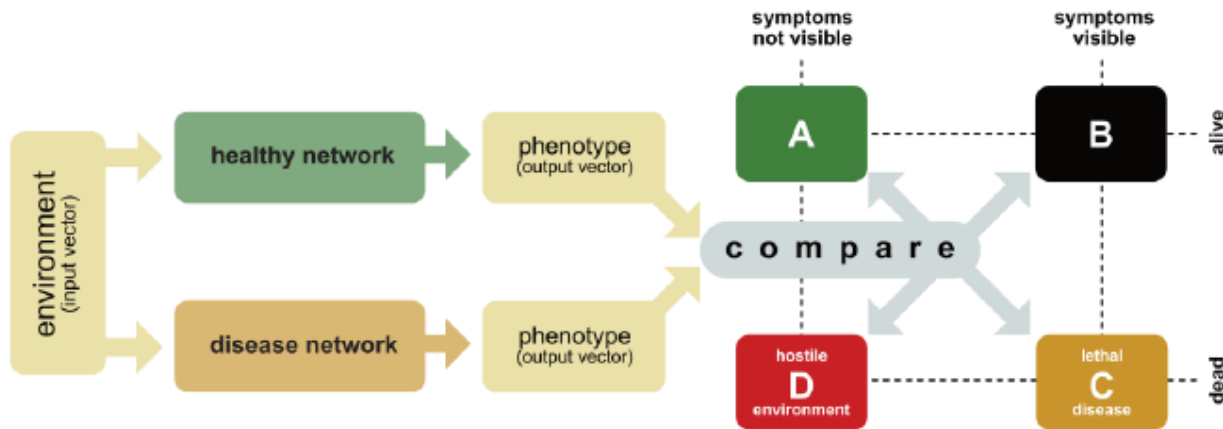 symptoms
not visible
symptoms
visible
environment
(input vector)
healthy network
phenotype
(output vector)
A
B
alive
compare
disease network
phenotype
(output vector)
hostile
D
environment
lethal
C
disease
dead